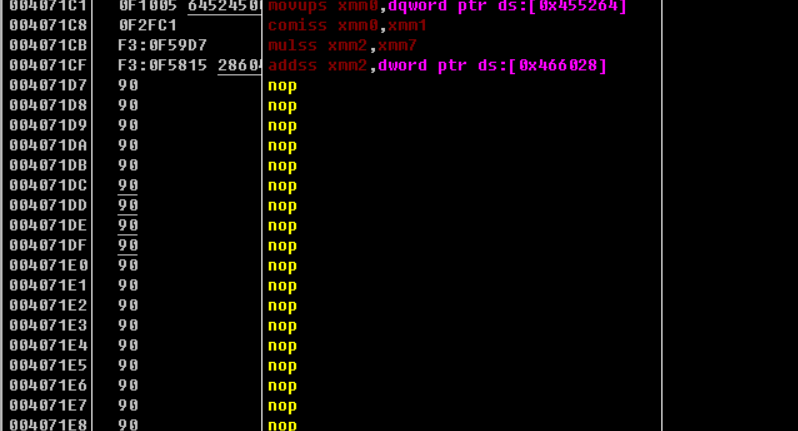 004071C1 0F1005 64524500 movups xmm0,dqword ptr ds:[0x455264]
004071C8 0F2FC1 comiss xmm0,xmm1
004071CB F3:0F59D7 mulss xmm2,xmm7
004071CF F3:0F5815 28604 addss xmm2,dword ptr ds:[0x466028]
004071D7 90 nop
004071D8 90 nop
004071D9 90 nop
004071DA 90 nop
004071DB 90 nop
004071DC 90 nop
004071DD 90 nop
004071DE 90 nop
004071DF 90 nop
004071E0 90 nop
004071E1 90 nop
004071E2 90 nop
004071E3 90 nop
004071E4 90 nop
004071E5 90 nop
004071E6 90 nop
004071E7 90 nop
004071E8 90 nop